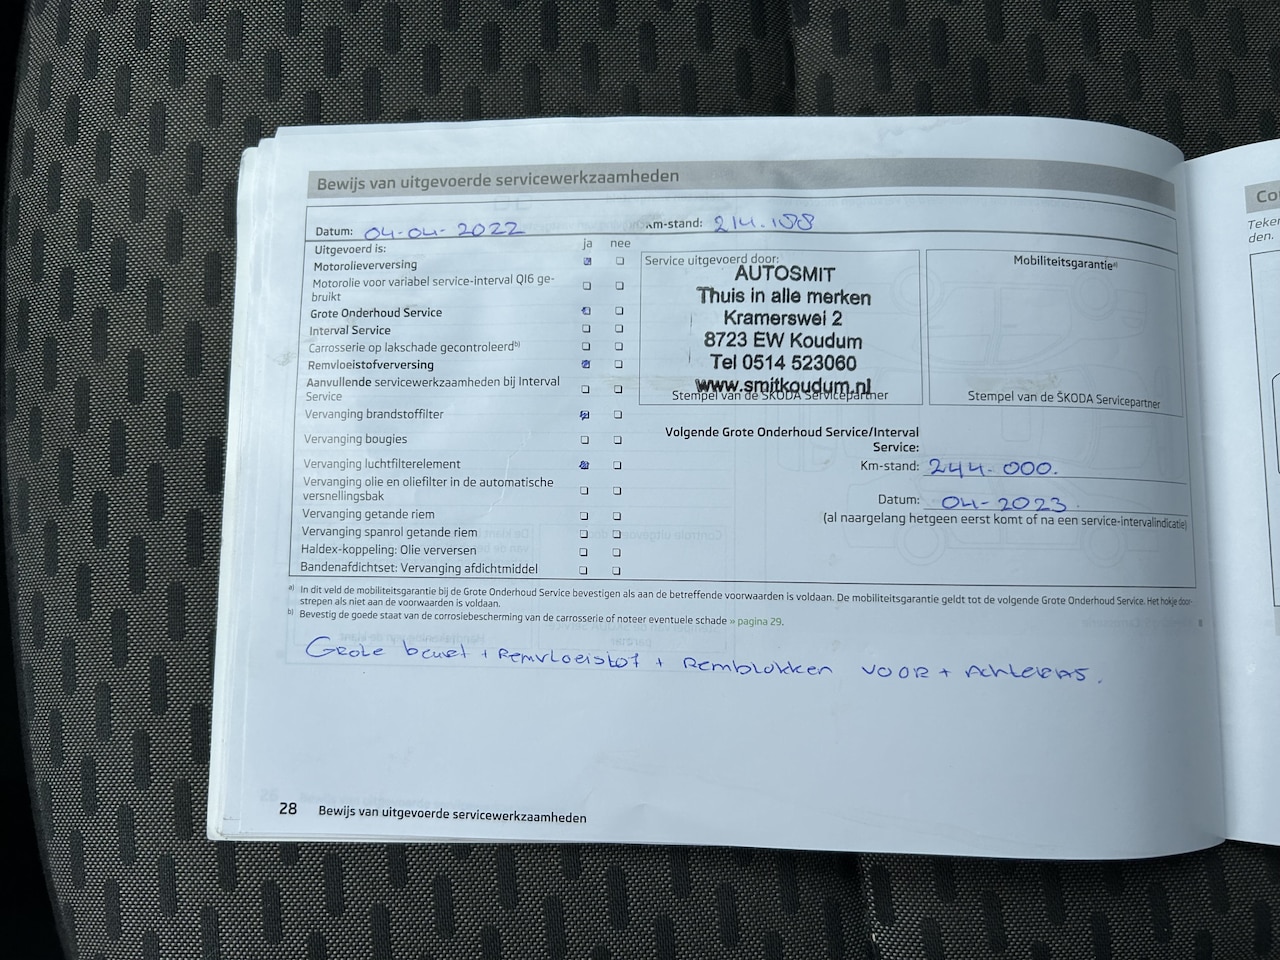 Bewijs van uitgevoerde servicewerkzaamheden
Datum: 04-04-2022 Km-stand: 214.188
Uitgevoerd is: ja nee
Motorolieverversing
Motorolie voor variabel service-interval QI6 ge-
bruikt
Grote Onderhoud Service
Interval Service
Carrosserie op lakschade gecontroleerd b)
Remvloeistofverversing
Aanvullende servicewerkzaamheden bij Interval
Service
Vervanging brandstoffilter
Vervanging bougies
Vervanging luchtfilterelement
Vervanging olie en oliefilter in de automatische
versnellingsbak
Vervanging getande riem
Vervanging spanrol getande riem
Haldex-koppeling: Olie verversen
Bandenafdichtset: Vervanging afdichtmiddel
Service uitgevoerd door:
AUTOSMIT
Thuis in alle merken
Kramerswei 2
8723 EW Koudum
Tel 0514 523060
www.smitkoudum.nl
Stempel van de ŠKODA Servicepartner
Mobiliteitsgarantie a)
Stempel van de ŠKODA Servicepartner
Volgende Grote Onderhoud Service/Interval
Service:
Km-stand: 244.000.
Datum: 04-2023.
(al naargelang hetgeen eerst komt of na een service-intervalindicatie)
a) In dit veld de mobiliteitsgarantie bij de Grote Onderhoud Service bevestigen als aan de betreffende voorwaarden is voldaan. De mobiliteitsgarantie geldt tot de volgende Grote Onderhoud Service. Het hokje door-
strepen als niet aan de voorwaarden is voldaan.
b) Bevestig de goede staat van de corrosiebescherming van de carrosserie of noteer eventuele schade » pagina 29.
Grote beurt + Remvloeistof + Remblokken voor + Achteras.
28 Bewijs van uitgevoerde servicewerkzaamheden
Co
Teken
den.